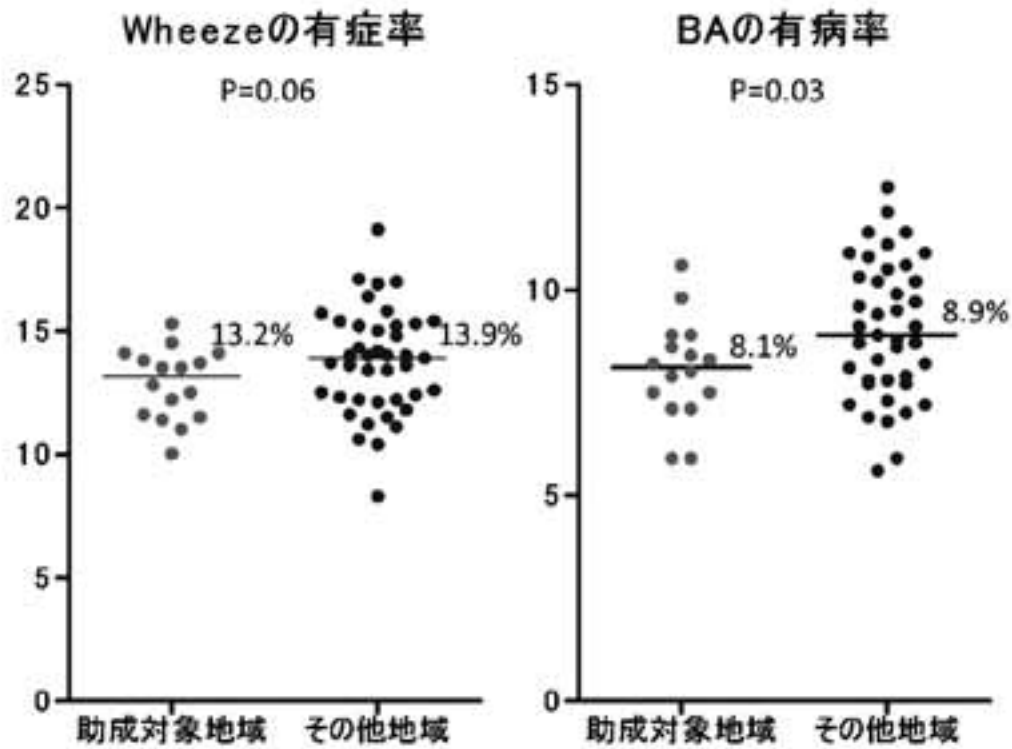 Wheezeの有症率
P=0.06
25
20
15
10
5
0
13.2%
13.9%
助成対象地域
その他地域
BAの有病率
P=0.03
15
10
5
0
8.1%
8.9%
助成対象地域
その他地域